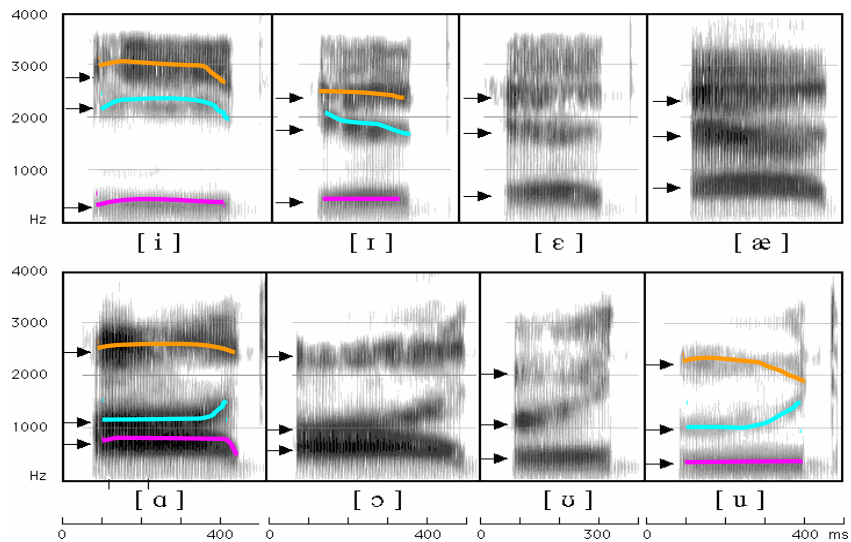 4000
3000
2000
1000
Hz
[ i ] [ ɪ ] [ ɛ ] [ æ ]
4000
3000
2000
1000
Hz
[ ɑ ] [ ɔ ] [ ʊ ] [ u ]
0 400 0 400 0 300 0 400 ms